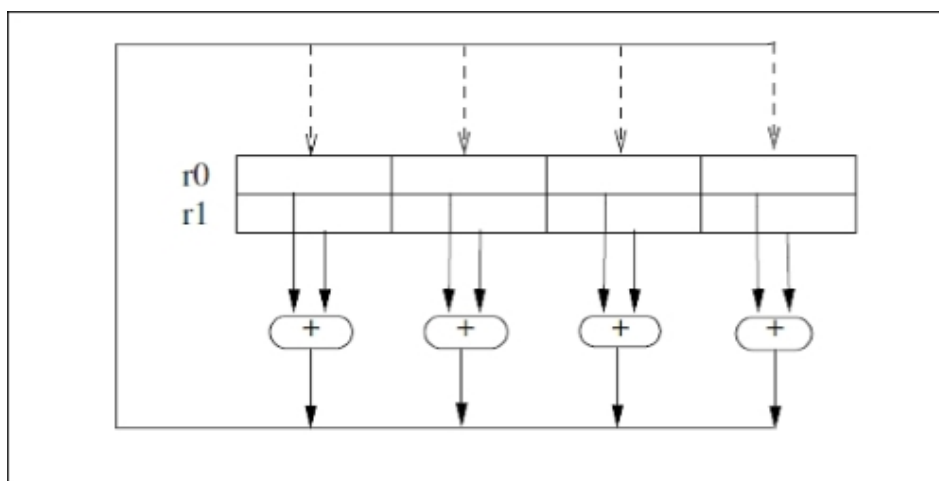 r0
r1
+ + + +